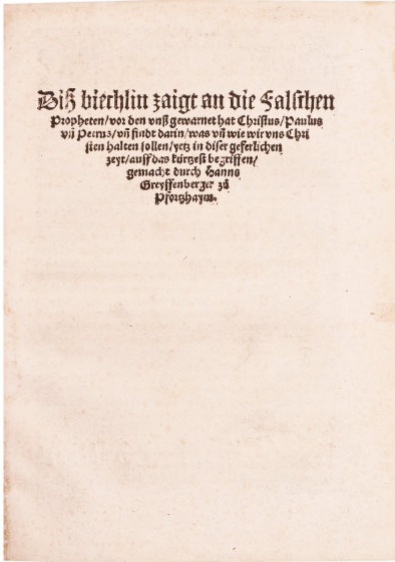 Diß biechlin zaigt an die Falschen
Propheten/vor den vnß gewarnet hat Christus/Paulus
vñ Petrus/vñ findt darin/was vñ wie wir vns Chri
sten halten sollen/yetz in diser geferlichen
zeyt/auff das kürtzest begriffen/
gemacht durch Hanns
Greyffenberger zů
Pfortzhaym.